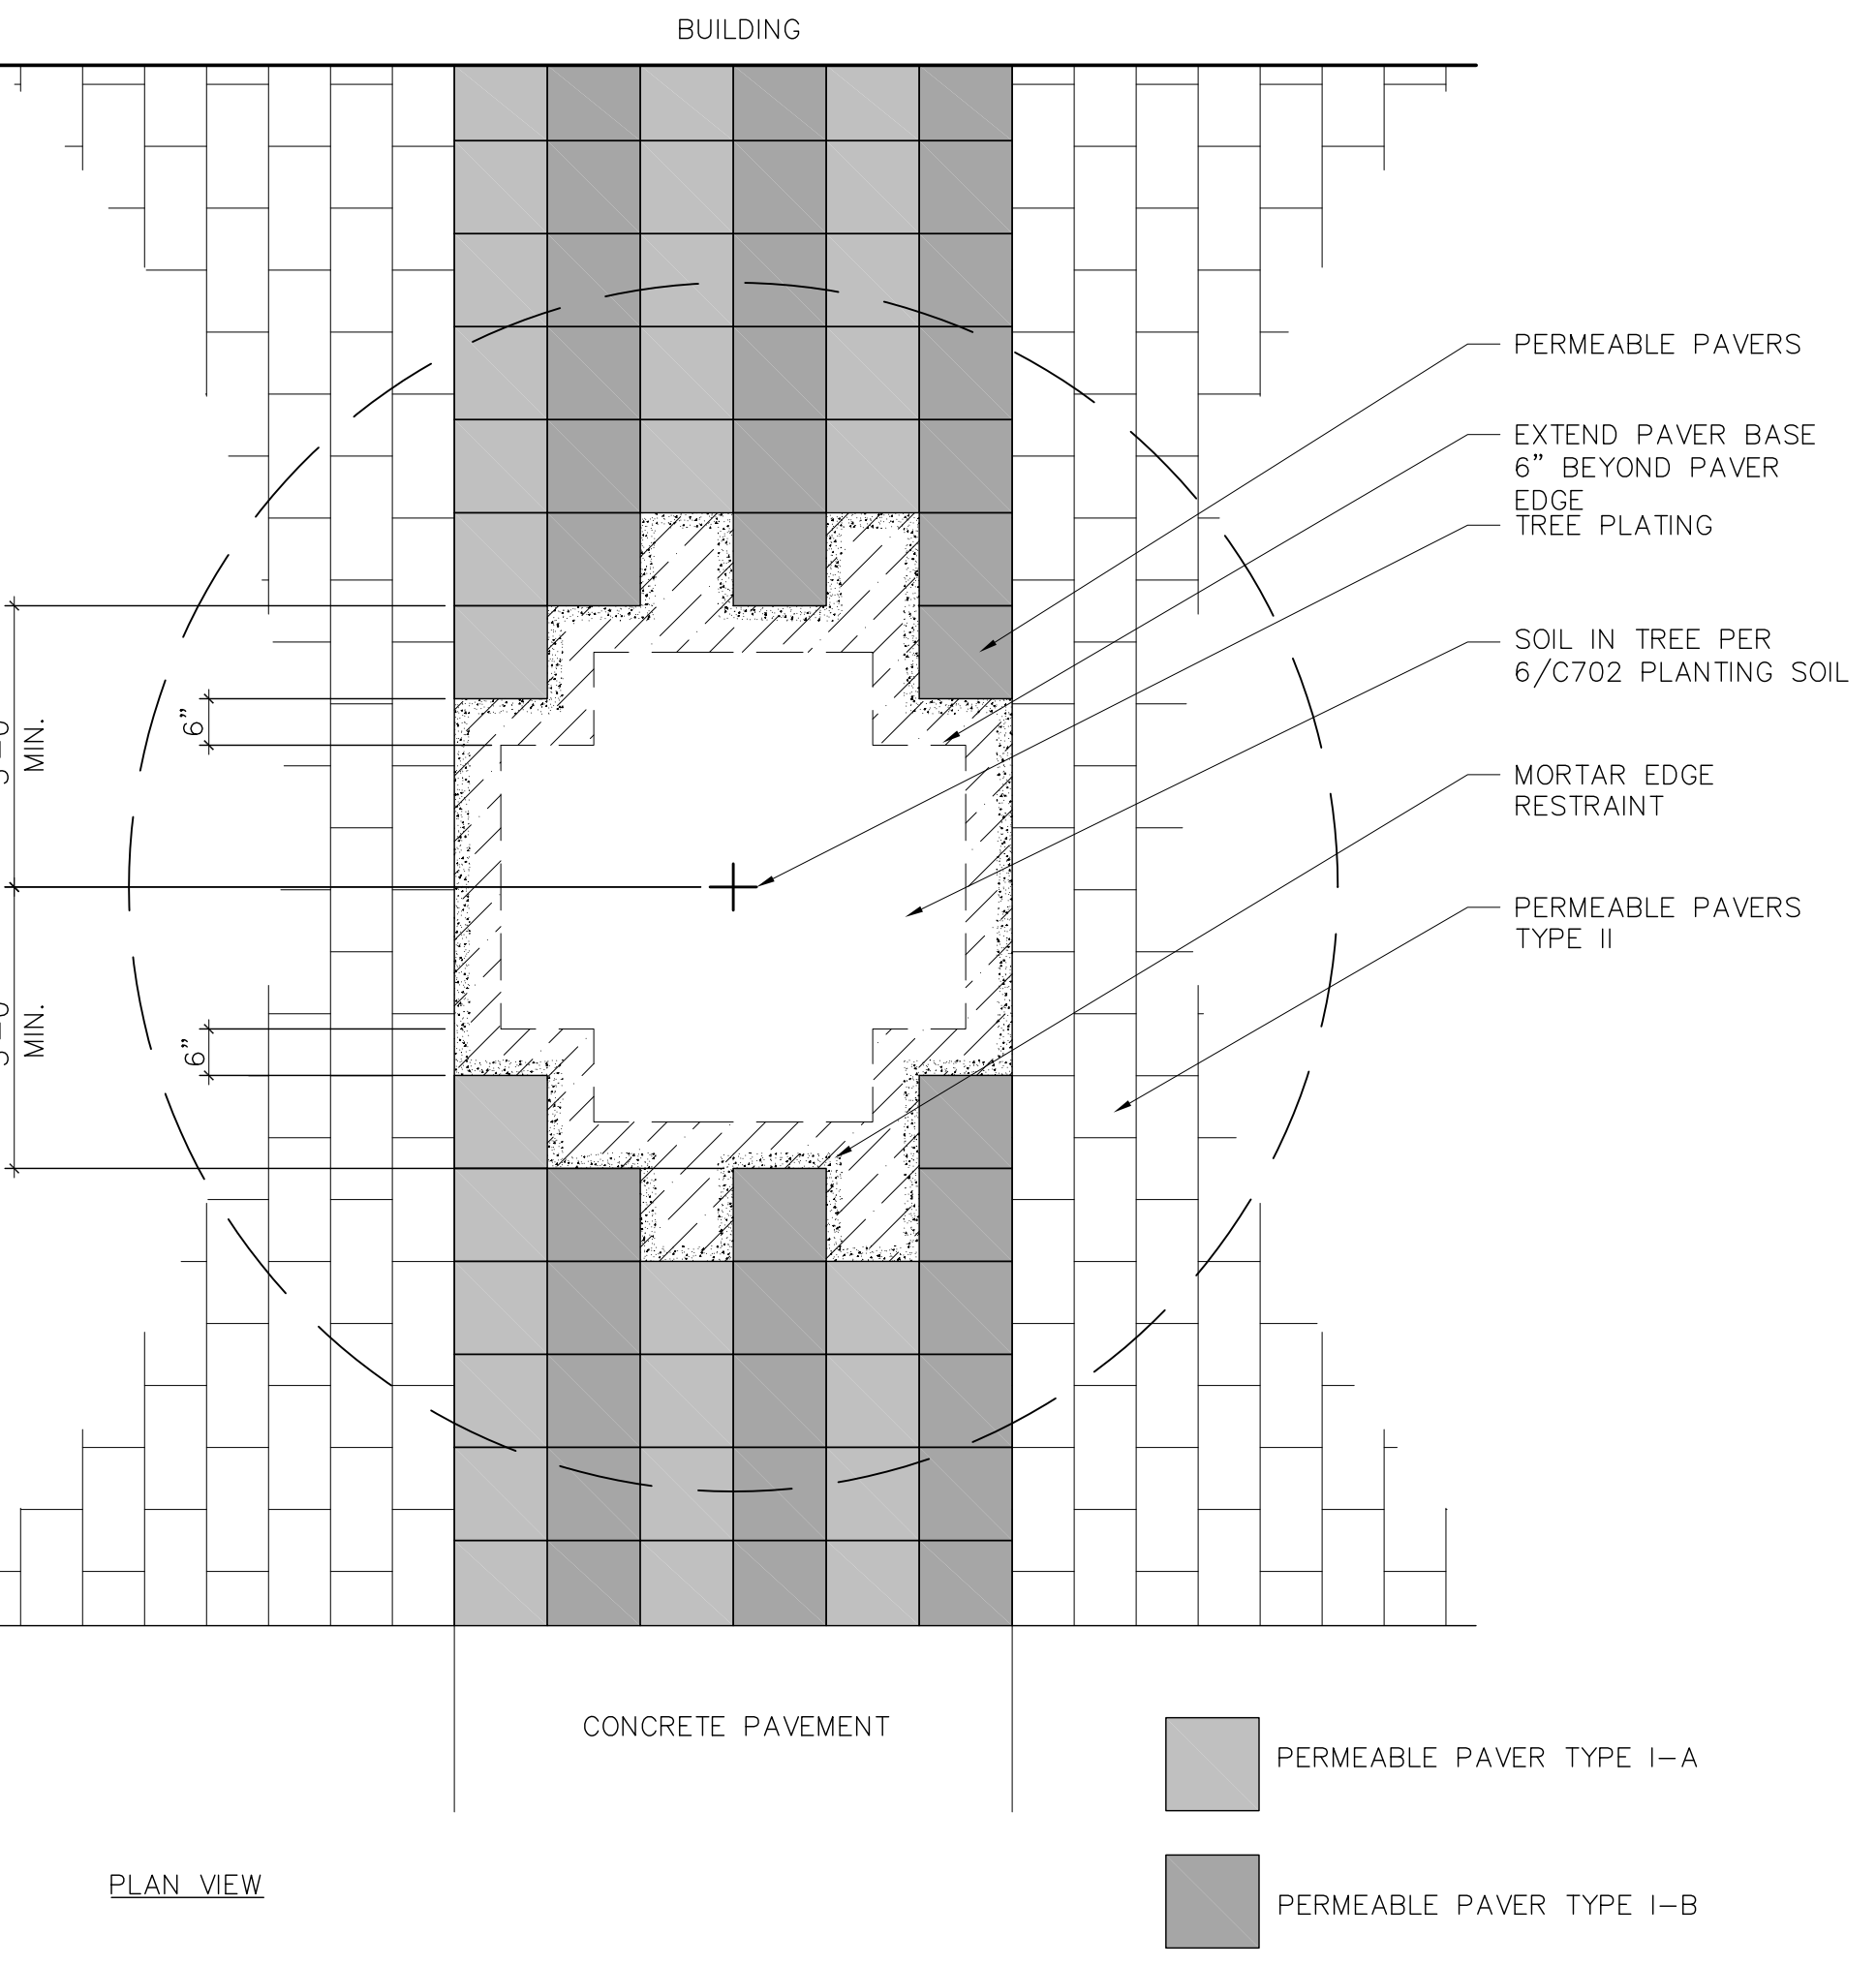 BUILDING
PERMEABLE PAVERS
EXTEND PAVER BASE
6" BEYOND PAVER
EDGE
TREE PLATING
SOIL IN TREE PER
6/C702 PLANTING SOIL
MORTAR EDGE
RESTRAINT
PERMEABLE PAVERS
TYPE II
MIN.
6"
MIN.
6"
CONCRETE PAVEMENT
PERMEABLE PAVER TYPE I-A
PERMEABLE PAVER TYPE I-B
PLAN VIEW